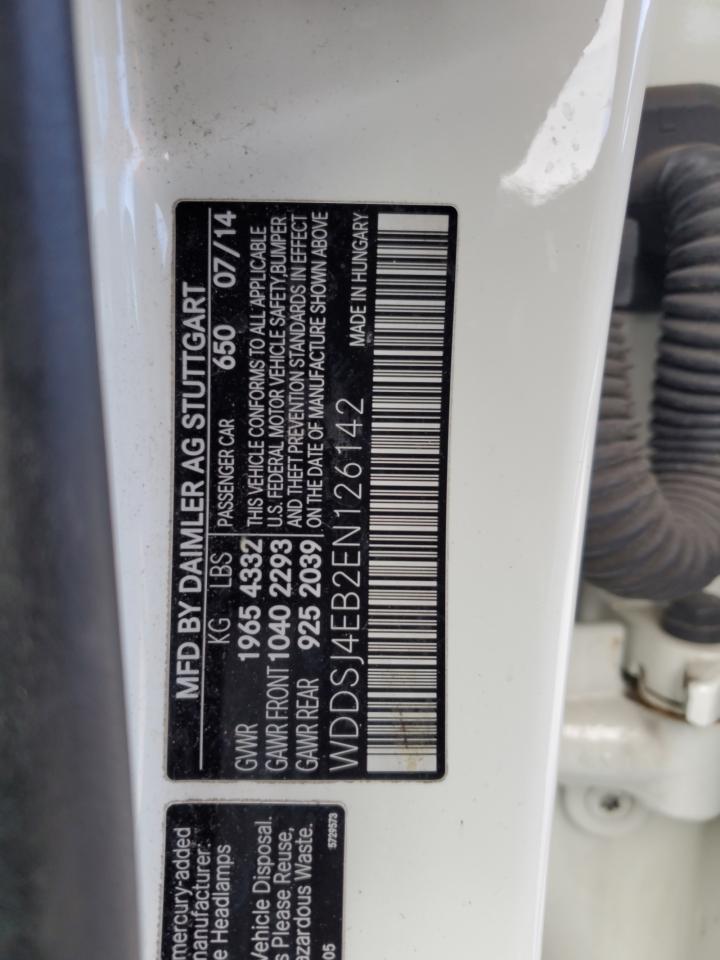 MFD BY DAIMLER AG STUTTGART
KG LBS PASSENGER CAR 650 07/14
GVWR 1965 4332 THIS VEHICLE CONFORMS TO ALL APPLICABLE
GAWR FRONT 1040 2293 U.S. FEDERAL MOTOR VEHICLE SAFETY,BUMPER
GAWR REAR 925 2039 AND THEFT PREVENTION STANDARDS IN EFFECT
ON THE DATE OF MANUFACTURE SHOWN ABOVE
WDDSJ4EB2EN126142 MADE IN HUNGARY
mercury-added
manufacturer.
e Headlamps
Vehicle Disposal.
s Please Reuse,
azardous Waste.
05 5729573